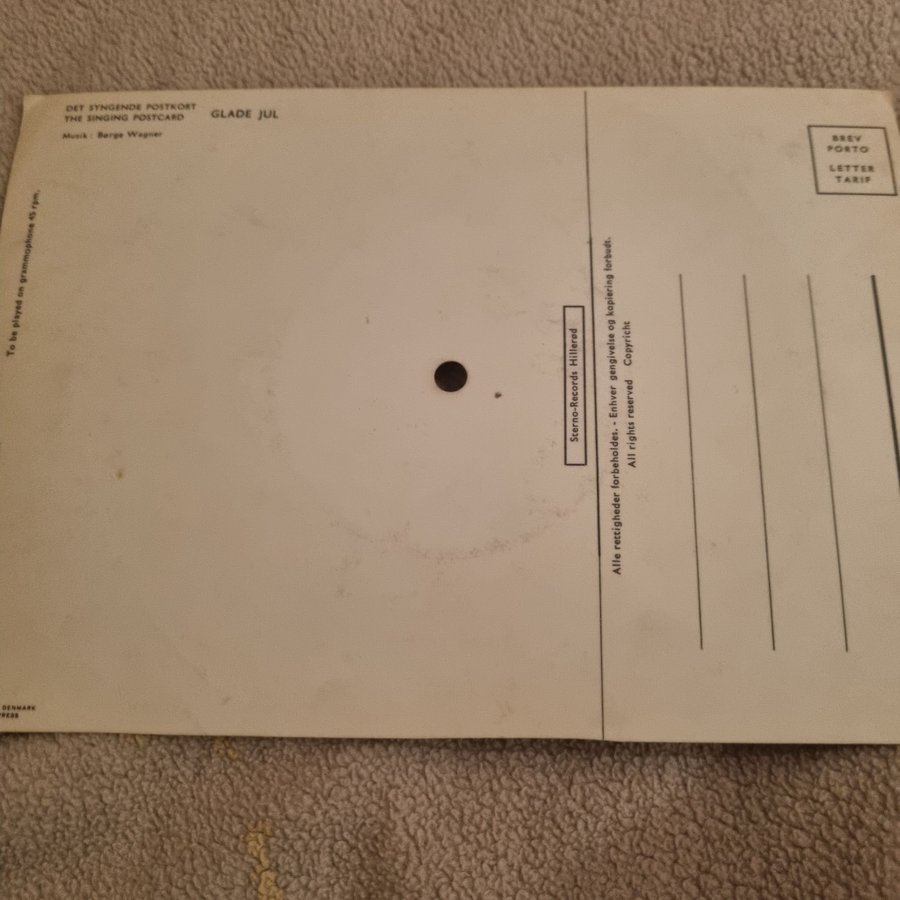 DET SYNGENDE POSTKORT
THE SINGING POSTCARD
GLADE JUL
Musik: Børge Wagner
To be played on grammophone 45 rpm.
Sterno-Records Hillerød
Alle rettigheder forbeholdes. - Enhver gengivelse og kopiering forbudt.
All rights reserved Copyright
BREV
PORTO
LETTER
TARIF
DENMARK